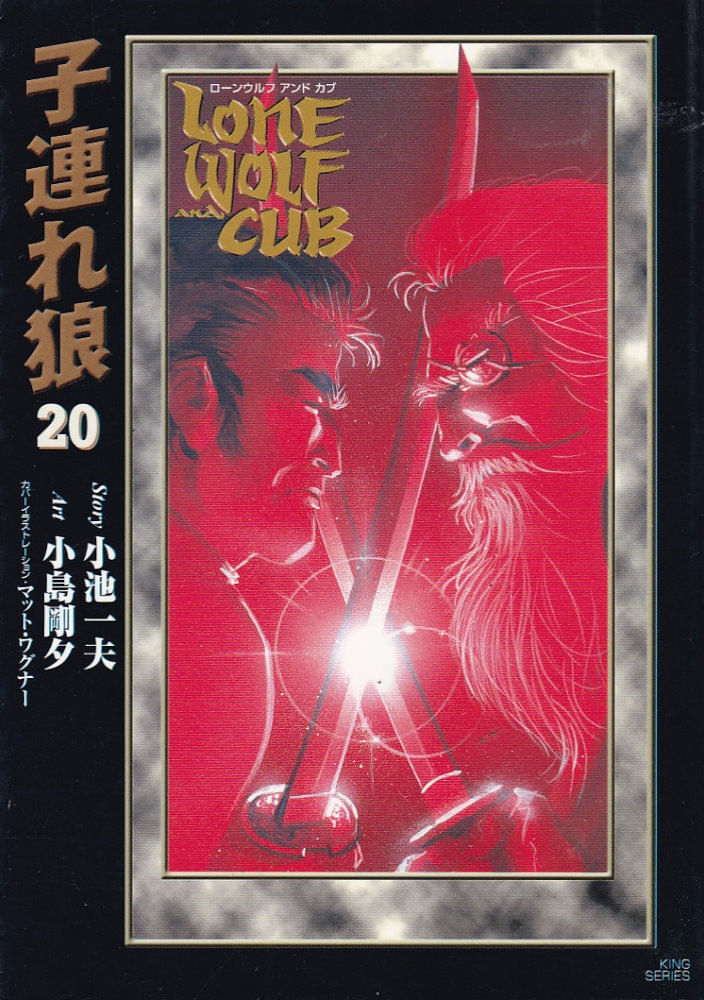 子連れ狼
20
Story 小池一夫
Art 小島剛夕
カバーイラストレーション・マット・ワグナー
ローンウルフ アンド カブ
LONE
WOLF
AND CUB
KING
SERIES